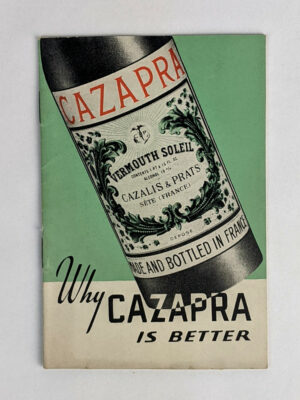 CAZAPRA
VERMOUTH SOLEIL
CAZALIS & PRATS
SÈTE (FRANCE)
DÉPOSÉ
MADE AND BOTTLED IN FRANCE
Why
CAZAPRA
IS BETTER